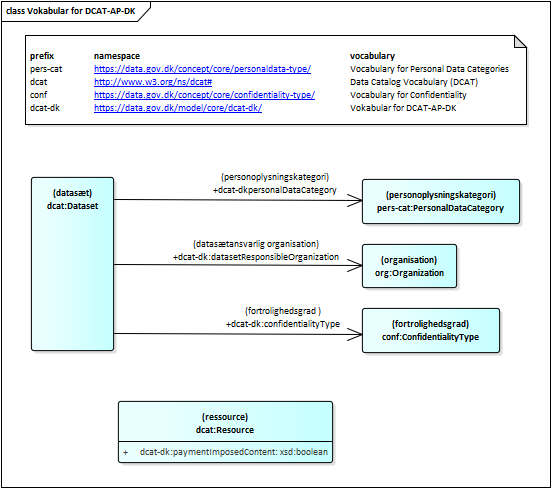 class Vokabular for DCAT-AP-DK
prefix namespace vocabulary
pers-cat https://data.gov.dk/concept/core/personaldata-type/ Vocabulary for Personal Data Categories
dcat http://www.w3.org/ns/dcat# Data Catalog Vocabulary (DCAT)
conf https://data.gov.dk/concept/core/confidentiality-type/ Vocabulary for Confidentiality
dcat-dk https://data.gov.dk/model/core/dcat-dk/ Vokabular for DCAT-AP-DK
(datasæt)
dcat:Dataset
(personoplysningskategori)
+dcat-dkpersonalDataCategory
(personoplysningskategori)
pers-cat:PersonalDataCategory
(datasætansvarlig organisation)
+dcat-dk:datasetResponsibleOrganization
(organisation)
org:Organization
(fortrolighedsgrad )
+dcat-dk:confidentialityType
(fortrolighedsgrad)
conf:ConfidentialityType
(ressource)
dcat:Resource
+ dcat-dk:paymentImposedContent: xsd:boolean